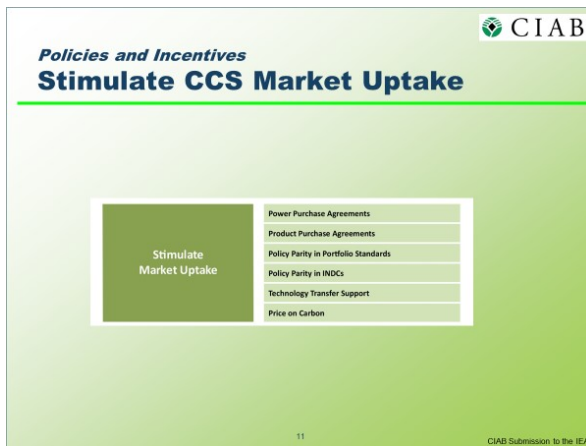 CIAB
Policies and Incentives
Stimulate CCS Market Uptake
Stimulate
Market Uptake
Power Purchase Agreements
Product Purchase Agreements
Policy Parity in Portfolio Standards
Policy Parity in INDCs
Technology Transfer Support
Price on Carbon
11
CIAB Submission to the IEA